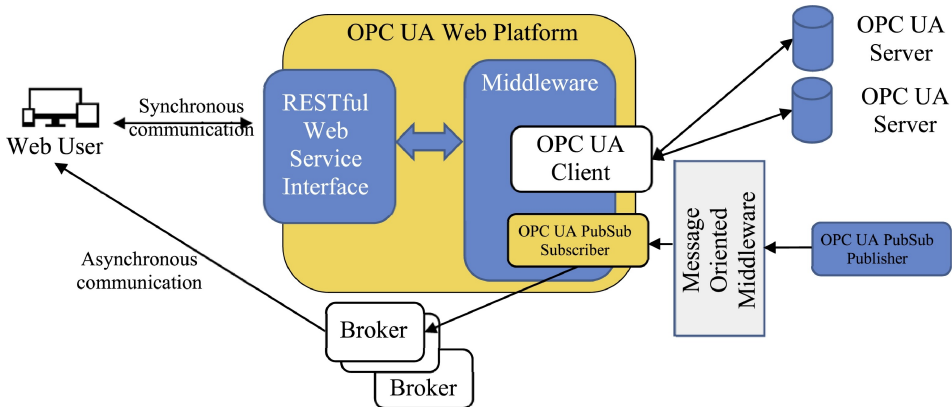 OPC UA Web Platform
OPC UA
Server
OPC UA
Server
Middleware
RESTful
Web
Service
Interface
Synchronous
communication
Web User
OPC UA
Client
Message
Oriented
Middleware
OPC UA PubSub
Subscriber
OPC UA PubSub
Publisher
Asynchronous
communication
Broker
Broker